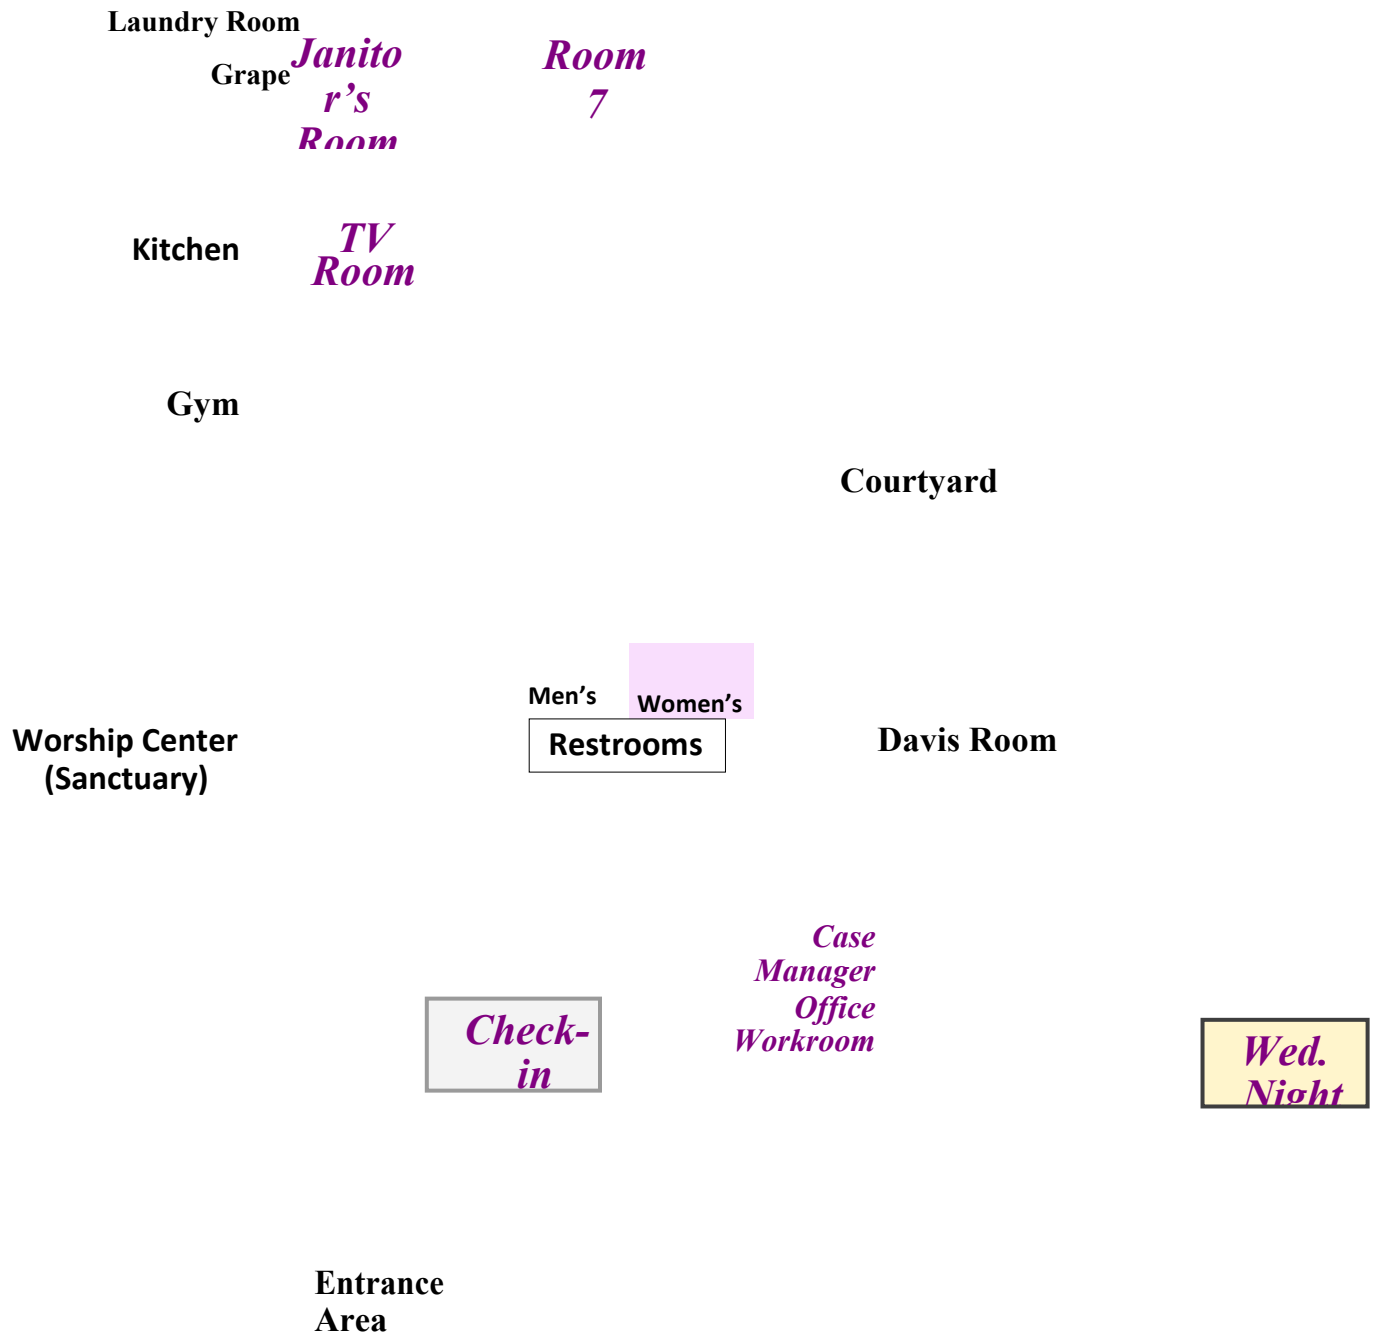 Laundry Room
Grape
Janito
r’s
Room
Room
7
Kitchen
TV
Room
Gym
Courtyard
Men’s
Women’s
Restrooms
Worship Center
(Sanctuary)
Davis Room
Case
Manager
Office
Workroom
Check-
in
Wed.
Night
Entrance
Area